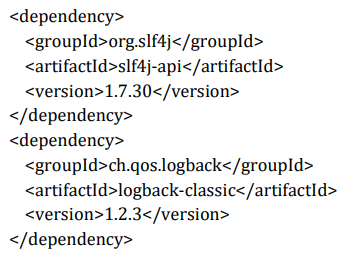 <dependency>
<groupId>org.slf4j</groupId>
<artifactId>slf4j-api</artifactId>
<version>1.7.30</version>
</dependency>
<dependency>
<groupId>ch.qos.logback</groupId>
<artifactId>logback-classic</artifactId>
<version>1.2.3</version>
</dependency>